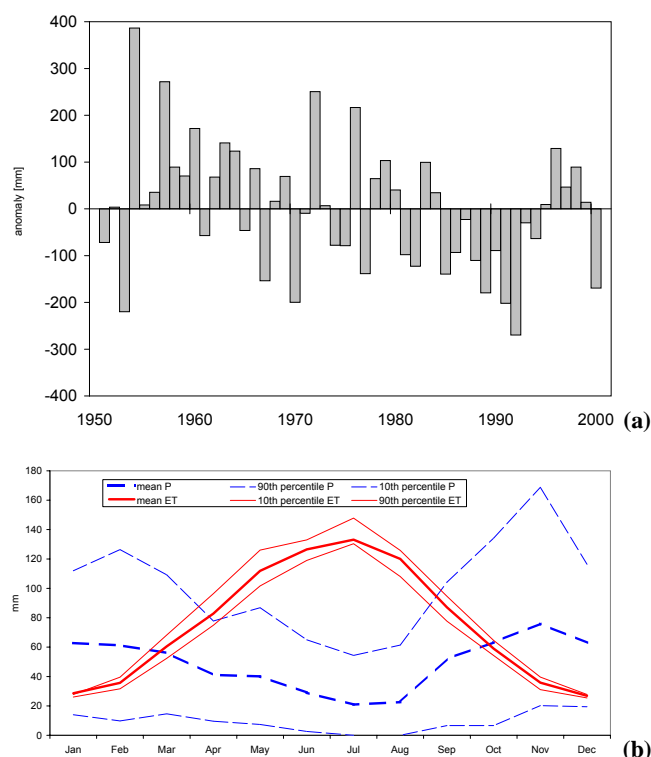 400
300
200
100
0
-100
-200
-300
-400
anomaly [mm]
1950 1960 1970 1980 1990 2000
(a)
180
160
140
120
100
80
60
40
20
0
mm
mean P 90th percentile P 10th percentile P
mean ET 10th percentile ET 90th percentile ET
Jan Feb Mar Apr May Jun Jul Aug Sep Oct Nov Dec
(b)